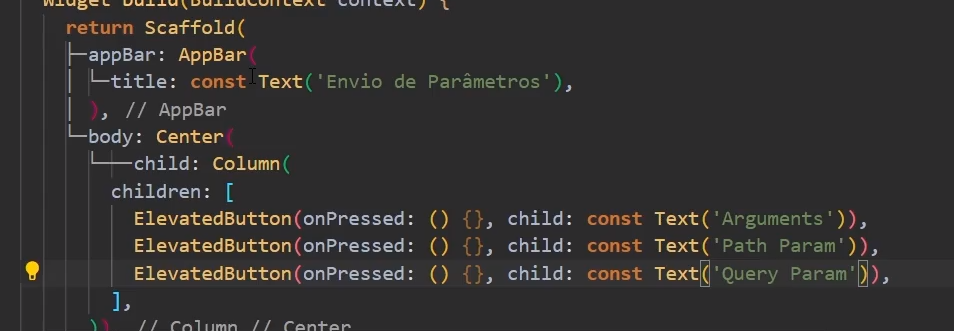 Widget build(BuildContext context) {
return Scaffold(
appBar: AppBar(
title: const Text('Envio de Parâmetros'),
), // AppBar
body: Center(
child: Column(
children: [
ElevatedButton(onPressed: () {}, child: const Text('Arguments')),
ElevatedButton(onPressed: () {}, child: const Text('Path Param')),
ElevatedButton(onPressed: () {}, child: const Text('Query Param')),
],
)) // Column // Center